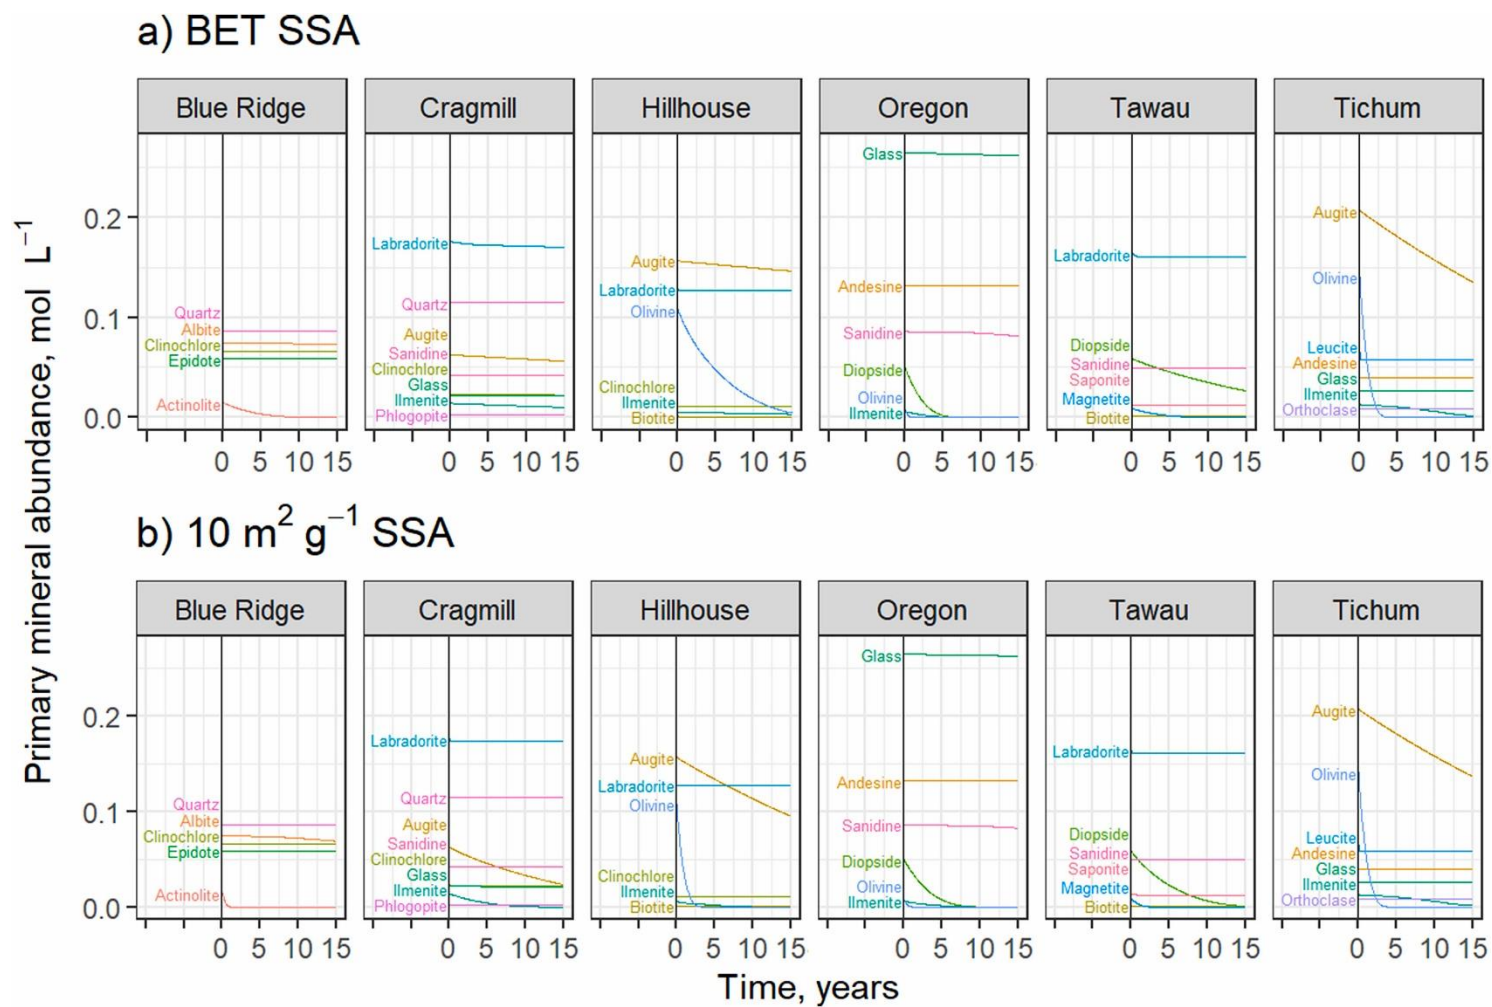 a) BET SSA
Blue Ridge
Cragmill
Hillhouse
Oregon
Tawau
Tichum
Primary mineral abundance, mol L⁻¹
0.2
0.1
0.0
Quartz
Albite
Clinochlore
Epidote
Actinolite
Labradorite
Quartz
Augite
Sanidine
Clinochlore
Glass
Ilmenite
Phlogopite
Augite
Labradorite
Olivine
Clinochlore
Ilmenite
Biotite
Glass
Andesine
Sanidine
Diopside
Olivine
Ilmenite
Labradorite
Diopside
Sanidine
Saponite
Magnetite
Biotite
Augite
Olivine
Leucite
Andesine
Glass
Ilmenite
Orthoclase
0 5 10 15
0 5 10 15
0 5 10 15
0 5 10 15
0 5 10 15
0 5 10 15
b) 10 m² g⁻¹ SSA
Blue Ridge
Cragmill
Hillhouse
Oregon
Tawau
Tichum
0.2
0.1
0.0
Quartz
Albite
Clinochlore
Epidote
Actinolite
Labradorite
Quartz
Augite
Sanidine
Clinochlore
Glass
Ilmenite
Phlogopite
Augite
Labradorite
Olivine
Clinochlore
Ilmenite
Biotite
Glass
Andesine
Sanidine
Diopside
Olivine
Ilmenite
Labradorite
Diopside
Sanidine
Saponite
Magnetite
Biotite
Augite
Olivine
Leucite
Andesine
Glass
Ilmenite
Orthoclase
0 5 10 15
0 5 10 15
0 5 10 15
0 5 10 15
0 5 10 15
0 5 10 15
Time, years